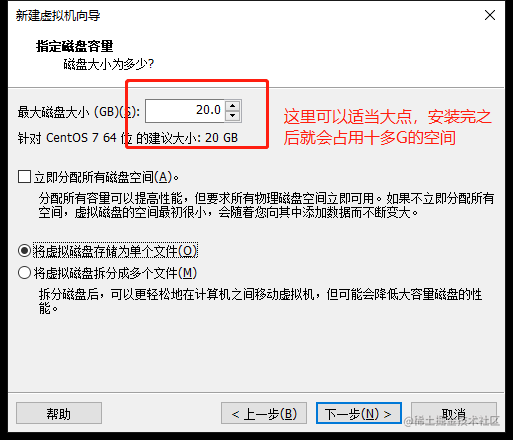 新建虚拟机向导
指定磁盘容量
磁盘大小为多少?
最大磁盘大小 (GB)(S): 20.0
针对 CentOS 7 64 位 的建议大小: 20 GB
这里可以适当大点，安装完之
后就会占用十多G的空间
立即分配所有磁盘空间(A)。
分配所有容量可以提高性能，但要求所有物理磁盘空间立即可用。如果不立即分配所有
空间，虚拟磁盘的空间最初很小，会随着您向其中添加数据而不断变大。
将虚拟磁盘存储为单个文件(O)
将虚拟磁盘拆分成多个文件(M)
拆分磁盘后，可以更轻松地在计算机之间移动虚拟机，但可能会降低大容量磁盘的性
能。
帮助 < 上一步(B) 下一步(N) > 取消
@稀土掘金技术社区